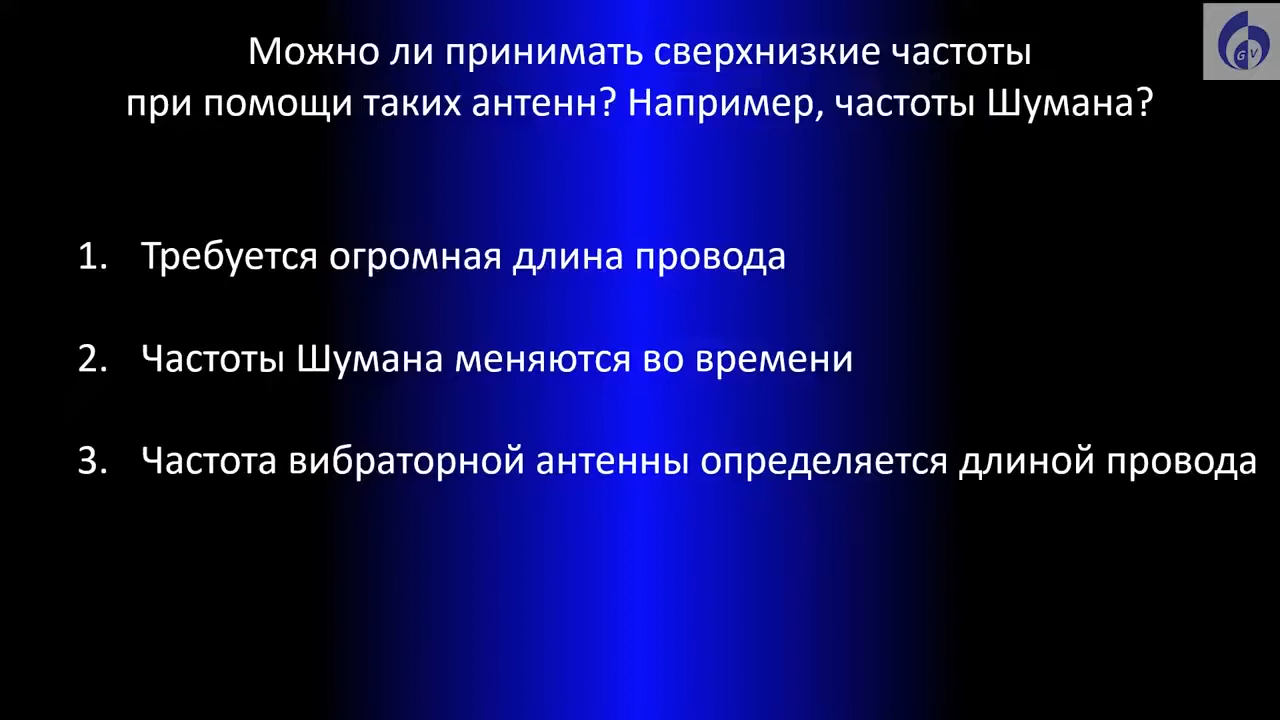 Можно ли принимать сверхнизкие частоты
при помощи таких антенн? Например, частоты Шумана?
GV
1. Требуется огромная длина провода
2. Частоты Шумана меняются во времени
3. Частота вибраторной антенны определяется длиной провода